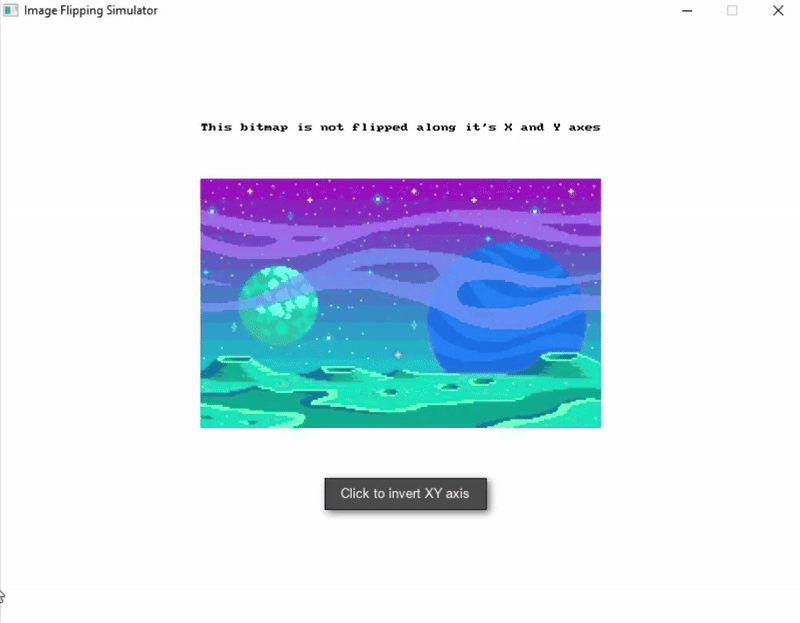 Image Flipping Simulator
This bitmap is not flipped along it's X and Y axes
Click to invert XY axis